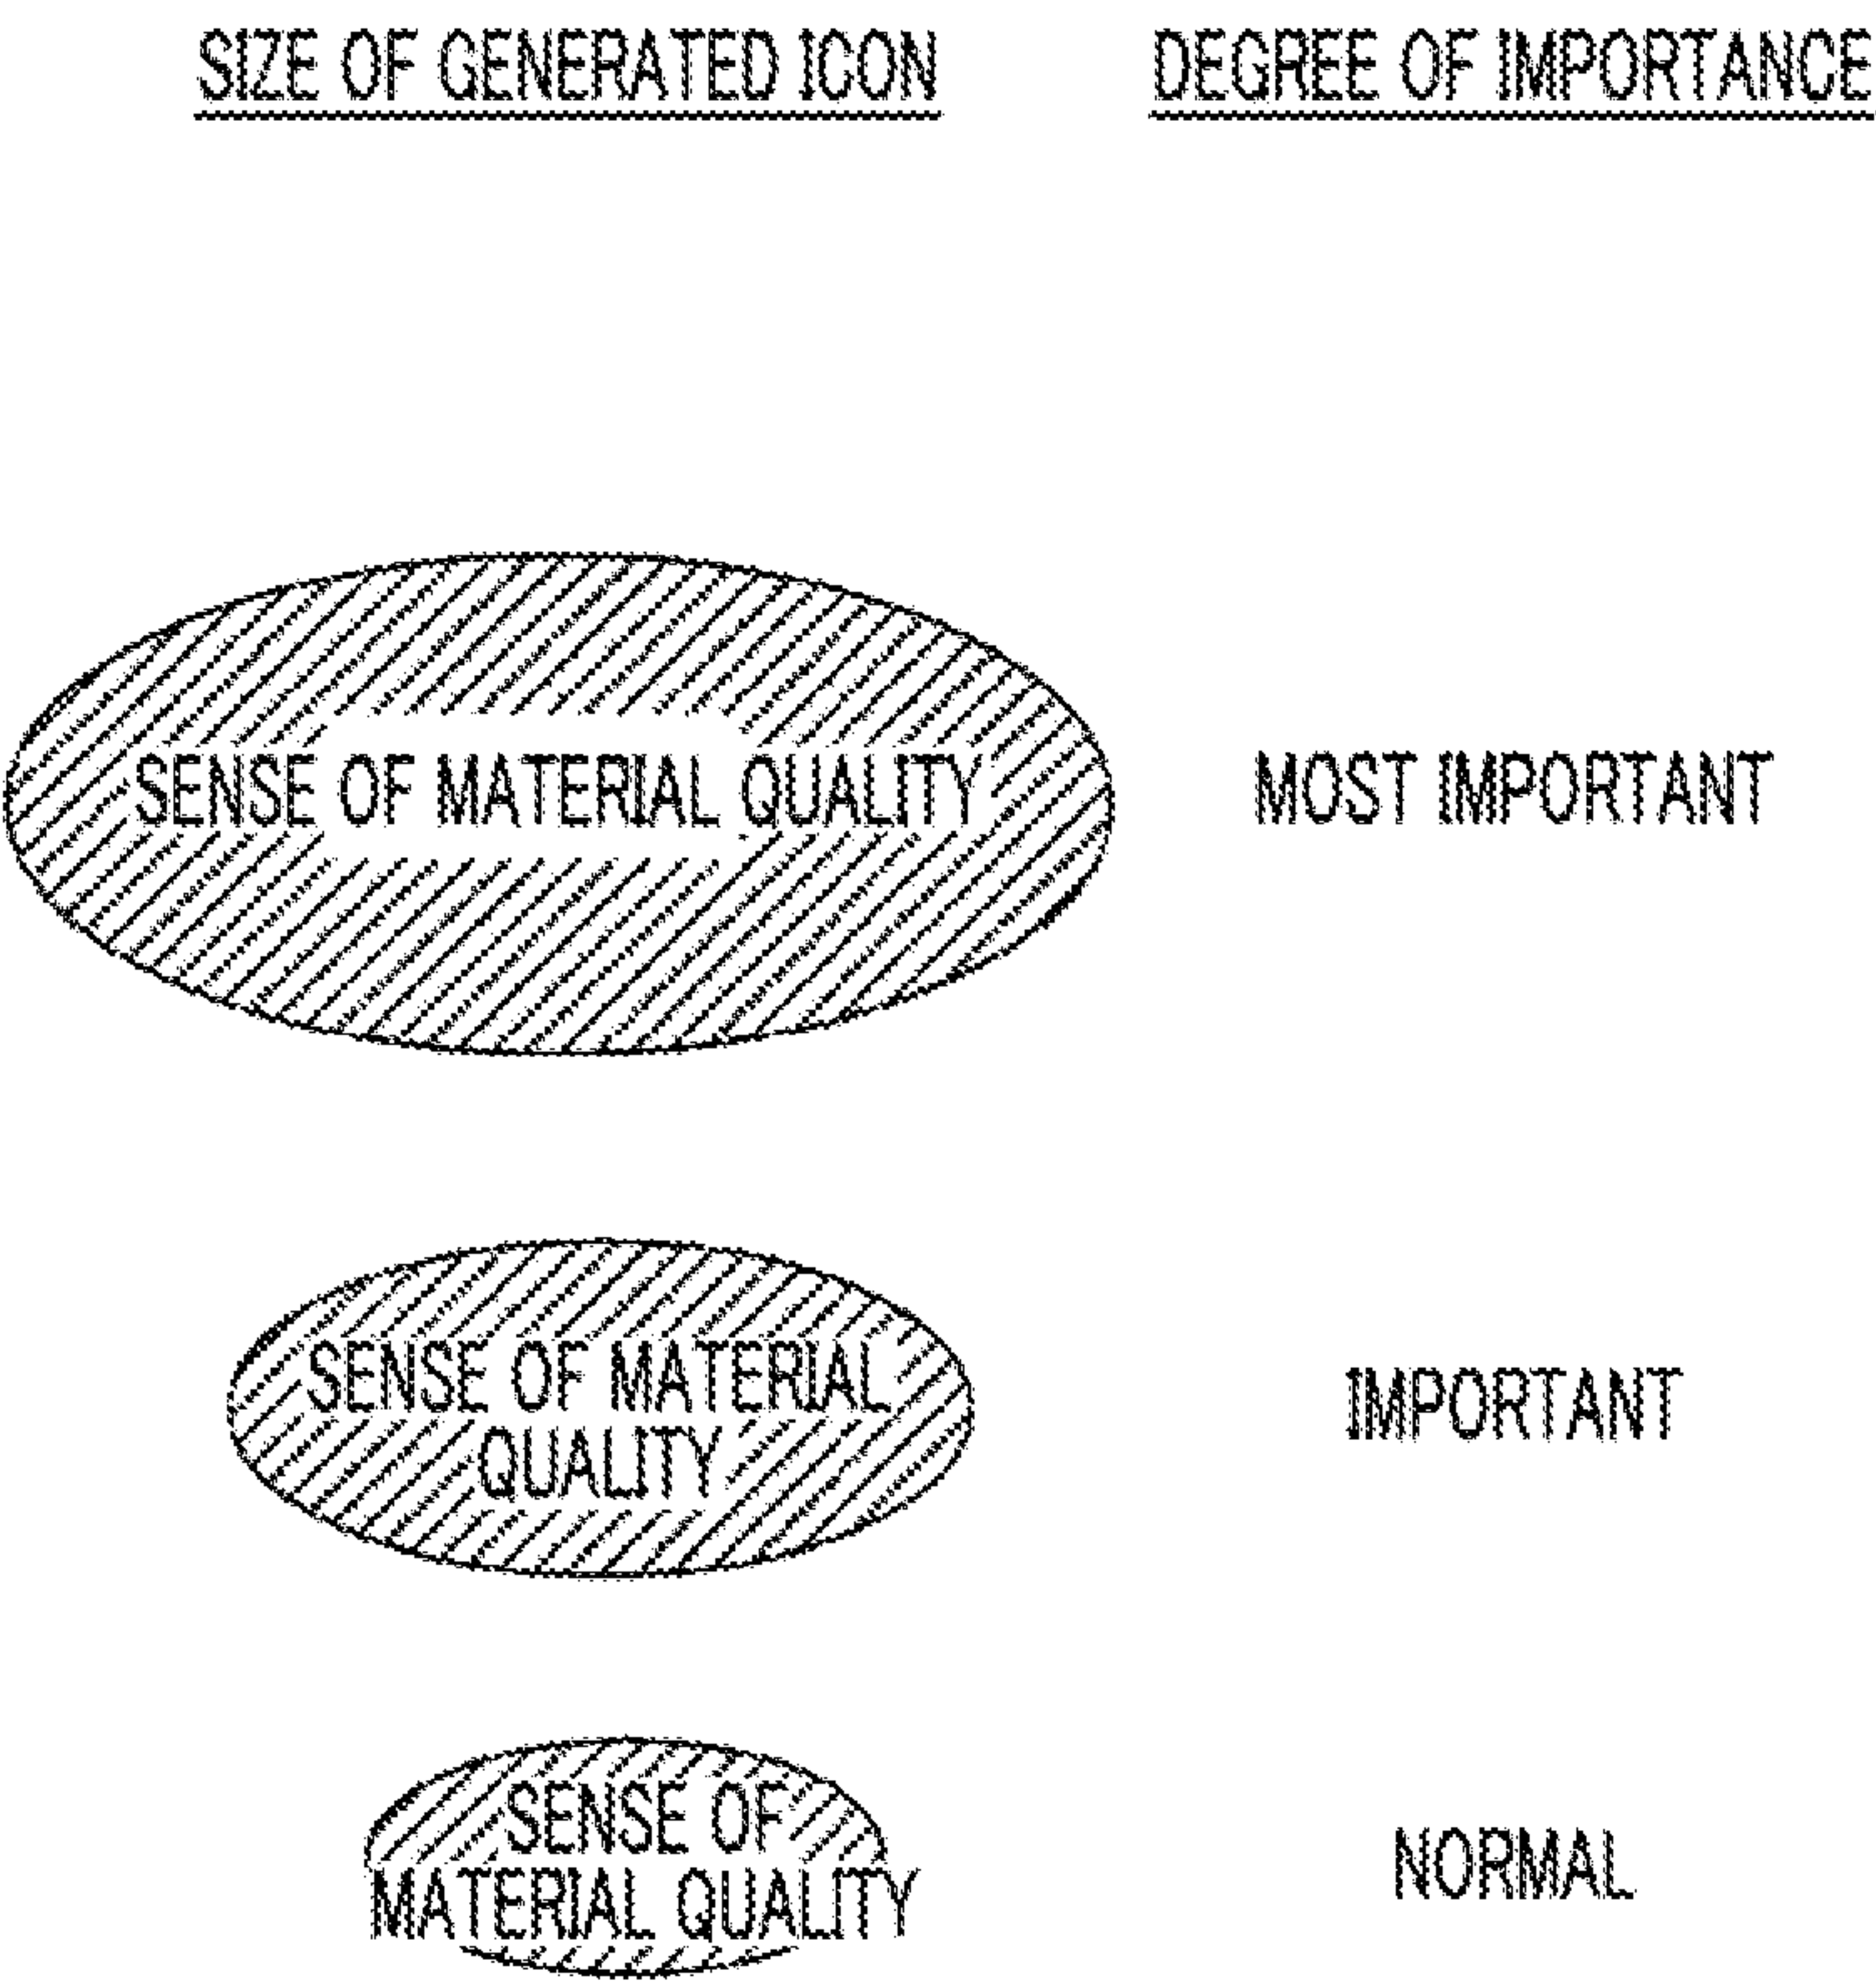 SIZE OF GENERATED ICON
DEGREE OF IMPORTANCE
SENSE OF MATERIAL QUALITY
MOST IMPORTANT
SENSE OF MATERIAL
QUALITY
IMPORTANT
SENSE OF
MATERIAL QUALITY
NORMAL